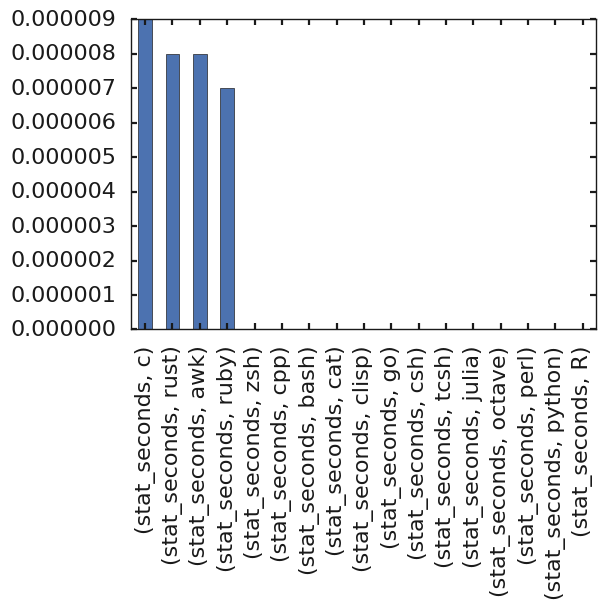 0.000009
0.000008
0.000007
0.000006
0.000005
0.000004
0.000003
0.000002
0.000001
0.000000
(stat_seconds, c)
(stat_seconds, rust)
(stat_seconds, awk)
(stat_seconds, ruby)
(stat_seconds, zsh)
(stat_seconds, cpp)
(stat_seconds, bash)
(stat_seconds, cat)
(stat_seconds, clisp)
(stat_seconds, go)
(stat_seconds, csh)
(stat_seconds, tcsh)
(stat_seconds, julia)
(stat_seconds, octave)
(stat_seconds, perl)
(stat_seconds, python)
(stat_seconds, R)